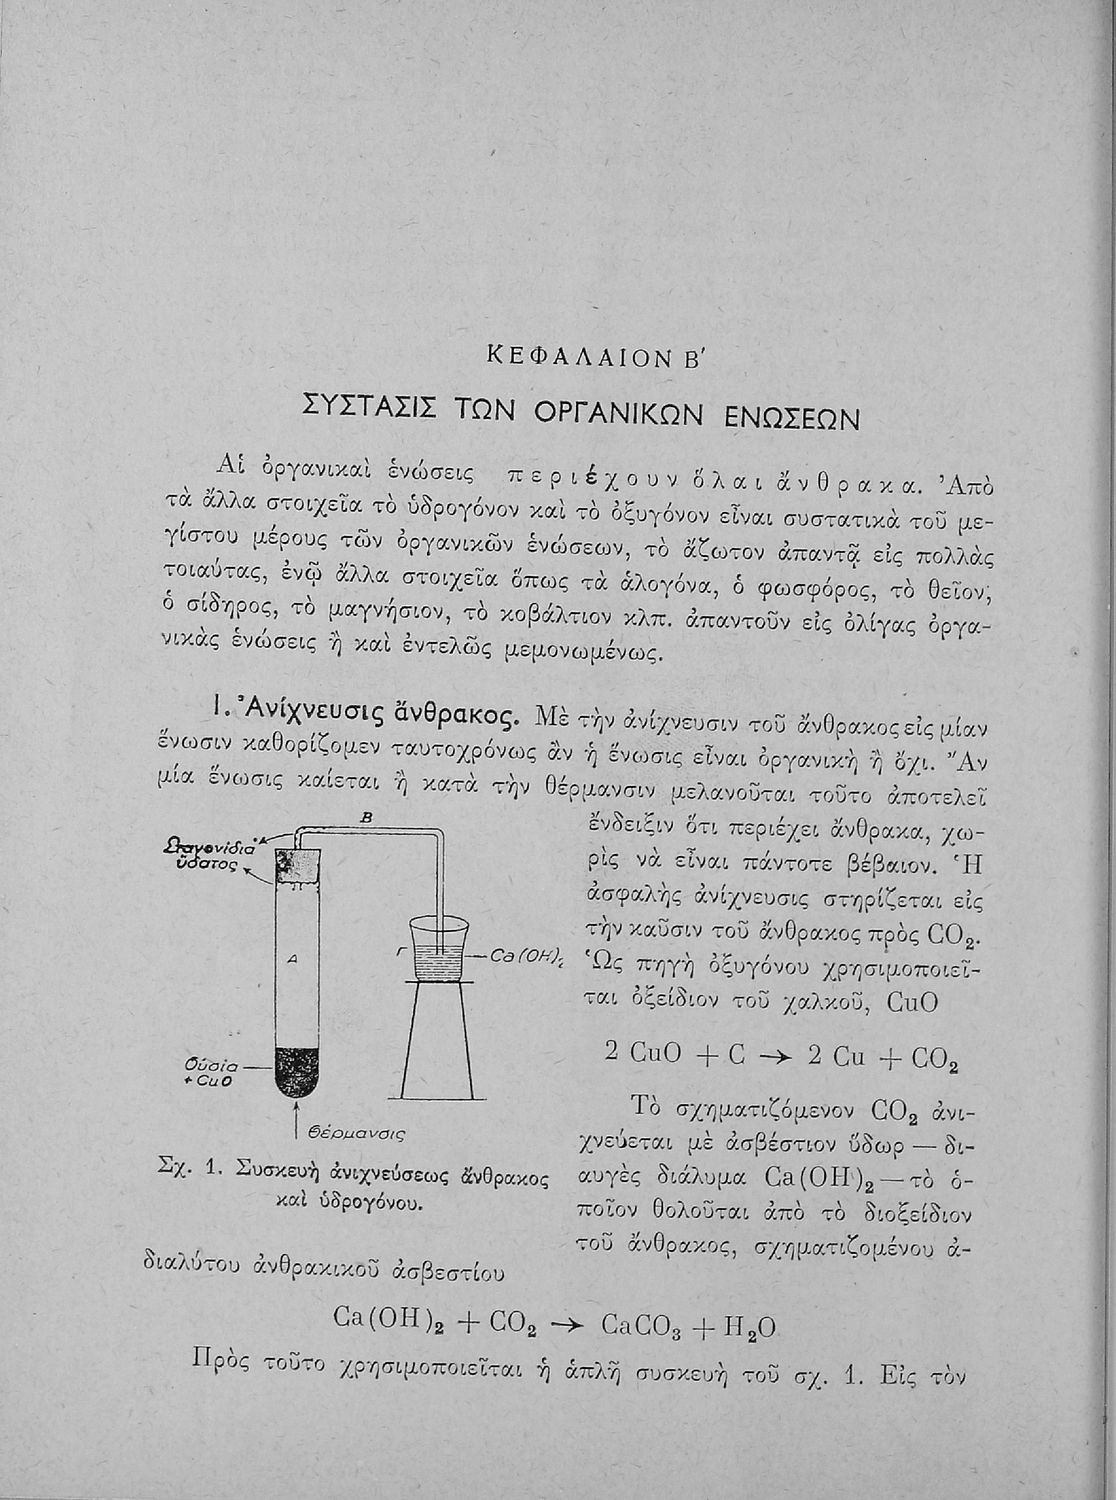 ΚΕΦΑΛΑΙΟΝ Β′
ΣΥΣΤΑΣΙΣ ΤΩΝ ΟΡΓΑΝΙΚΩΝ ΕΝΩΣΕΩΝ
Αἱ ὀργανικαὶ ἑνώσεις περιέχουν ὅλαι ἄνθρακα. Ἀπὸ
τὰ ἄλλα στοιχεῖα τὸ ὑδρογόνον καὶ τὸ ὀξυγόνον εἶναι συστατικὰ τοῦ με-
γίστου μέρους τῶν ὀργανικῶν ἑνώσεων, τὸ ἄζωτον ἀπαντᾷ εἰς πολλὰς
τοιαύτας, ἐνῷ ἄλλα στοιχεῖα ὅπως τὰ ἁλογόνα, ὁ φωσφόρος, τὸ θεῖον,
ὁ σίδηρος, τὸ μαγνήσιον, τὸ κοβάλτιον κλπ. ἀπαντοῦν εἰς ὀλίγας ὀργα-
νικὰς ἑνώσεις ἢ καὶ ἐντελῶς μεμονωμένως.
1. Ἀνίχνευσις ἄνθρακος. Μὲ τὴν ἀνίχνευσιν τοῦ ἄνθρακος εἰς μίαν
ἕνωσιν καθορίζομεν ταυτοχρόνως ἂν ἡ ἕνωσις εἶναι ὀργανικὴ ἢ ὄχι. Ἂν
μία ἕνωσις καίεται ἢ κατὰ τὴν θέρμανσιν μελανοῦται τοῦτο ἀποτελεῖ
ἔνδειξιν ὅτι περιέχει ἄνθρακα, χω-
ρὶς νὰ εἶναι πάντοτε βέβαιον. Ἡ
ἀσφαλὴς ἀνίχνευσις στηρίζεται εἰς
τὴν καῦσιν τοῦ ἄνθρακος πρὸς CO₂.
Ὡς πηγὴ ὀξυγόνου χρησιμοποιεῖ-
ται ὀξείδιον τοῦ χαλκοῦ, CuO
2 CuO + C → 2 Cu + CO₂
Τὸ σχηματιζόμενον CO₂ ἀνι-
χνεύεται μὲ ἀσβέστιον ὕδωρ — δι-
αυγὲς διάλυμα Ca(OH)₂ — τὸ ὁ-
ποῖον θολοῦται ἀπὸ τὸ διοξείδιον
τοῦ ἄνθρακος, σχηματιζομένου ἀ-
Β
Σταγονίδια
ὕδατος
Α
Γ
Ca(OH)₂
Οὐσία
+ CuO
Θέρμανσις
Σχ. 1. Συσκευὴ ἀνιχνεύσεως ἄνθρακος
καὶ ὑδρογόνου.
διαλύτου ἀνθρακικοῦ ἀσβεστίου
Ca(OH)₂ + CO₂ → CaCO₃ + H₂O
Πρὸς τοῦτο χρησιμοποιεῖται ἡ ἁπλῆ συσκευὴ τοῦ σχ. 1. Εἰς τὸν